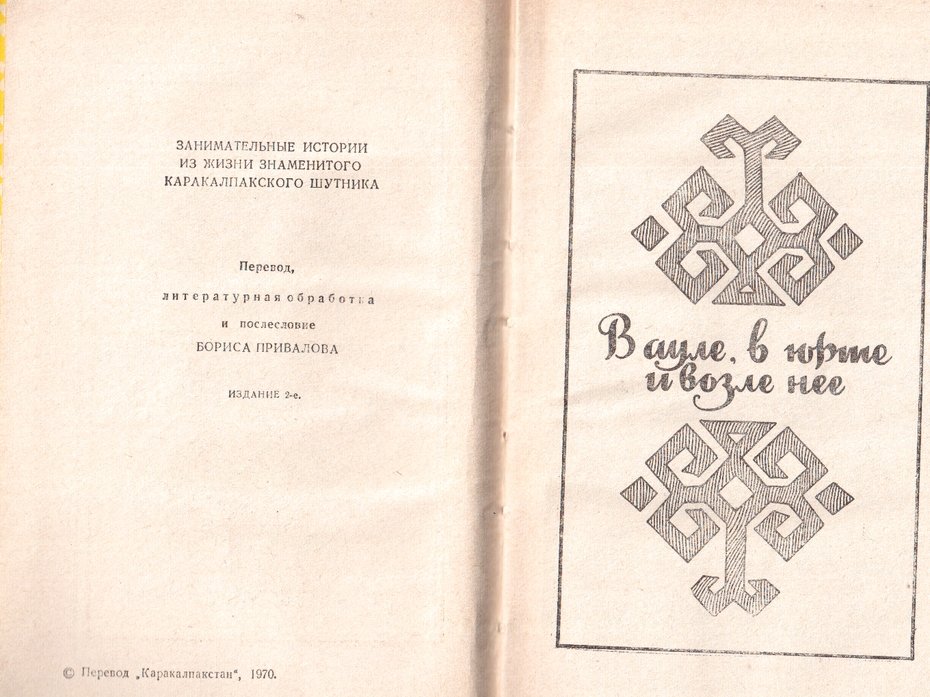 ЗАНИМАТЕЛЬНЫЕ ИСТОРИИ
ИЗ ЖИЗНИ ЗНАМЕНИТОГО
КАРАКАЛПАКСКОГО ШУТНИКА
Перевод,
литературная обработка
и послесловие
БОРИСА ПРИВАЛОВА
ИЗДАНИЕ 2-е.
© Перевод „Каракалпакстан“, 1970.
В ауле, в юрте
и возле нее